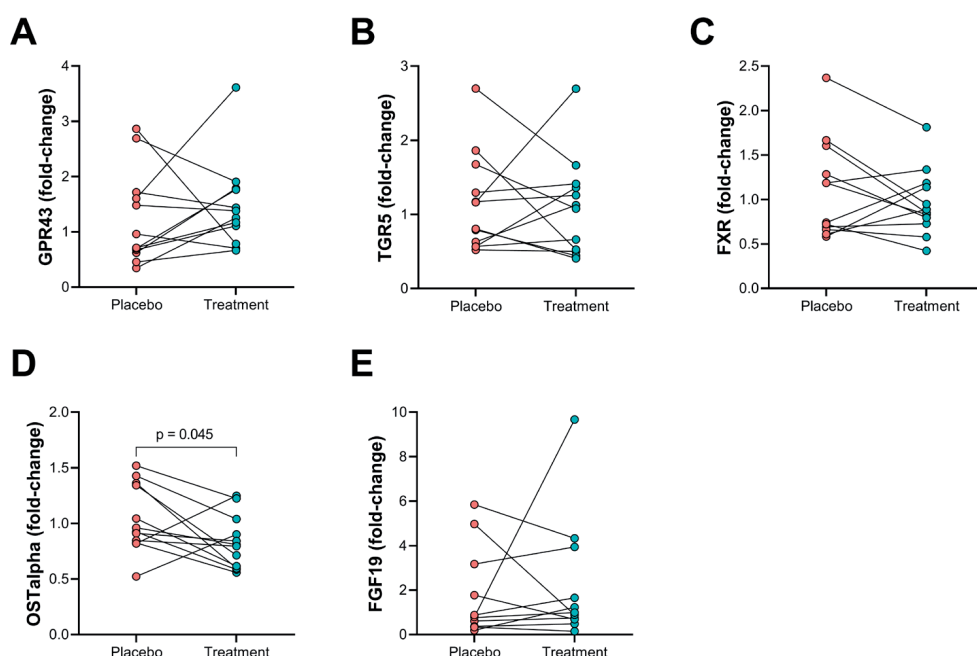 A
GPR43 (fold-change)
4
3
2
1
0
Placebo
Treatment
B
TGR5 (fold-change)
3
2
1
0
Placebo
Treatment
C
FXR (fold-change)
2.5
2.0
1.5
1.0
0.5
0.0
Placebo
Treatment
D
OSTalpha (fold-change)
2.0
1.5
1.0
0.5
0.0
p = 0.045
Placebo
Treatment
E
FGF19 (fold-change)
10
8
6
4
2
0
Placebo
Treatment